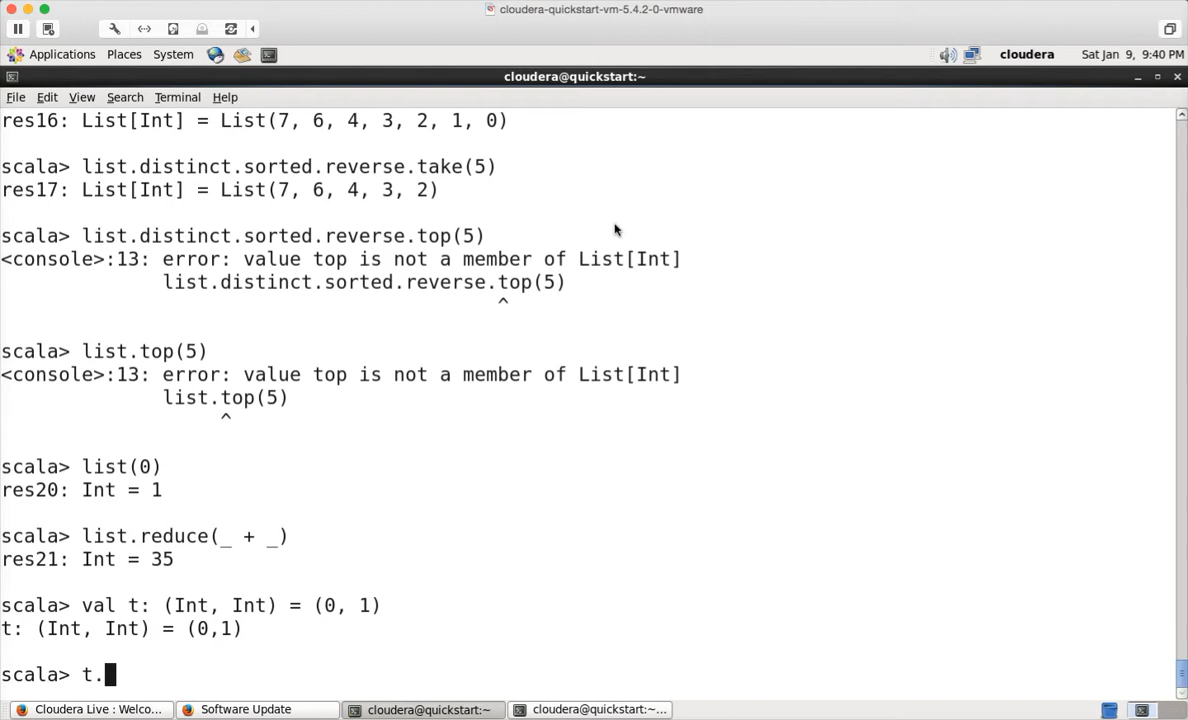 cloudera-quickstart-vm-5.4.2-0-vmware
Applications Places System cloudera Sat Jan 9, 9:40 PM
cloudera@quickstart:~
File Edit View Search Terminal Help
res16: List[Int] = List(7, 6, 4, 3, 2, 1, 0)
scala> list.distinct.sorted.reverse.take(5)
res17: List[Int] = List(7, 6, 4, 3, 2)
scala> list.distinct.sorted.reverse.top(5)
<console>:13: error: value top is not a member of List[Int]
list.distinct.sorted.reverse.top(5)
^
scala> list.top(5)
<console>:13: error: value top is not a member of List[Int]
list.top(5)
^
scala> list(0)
res20: Int = 1
scala> list.reduce(_ + _)
res21: Int = 35
scala> val t: (Int, Int) = (0, 1)
t: (Int, Int) = (0,1)
scala> t.
Cloudera Live : Welco... Software Update cloudera@quickstart:~ cloudera@quickstart:~...